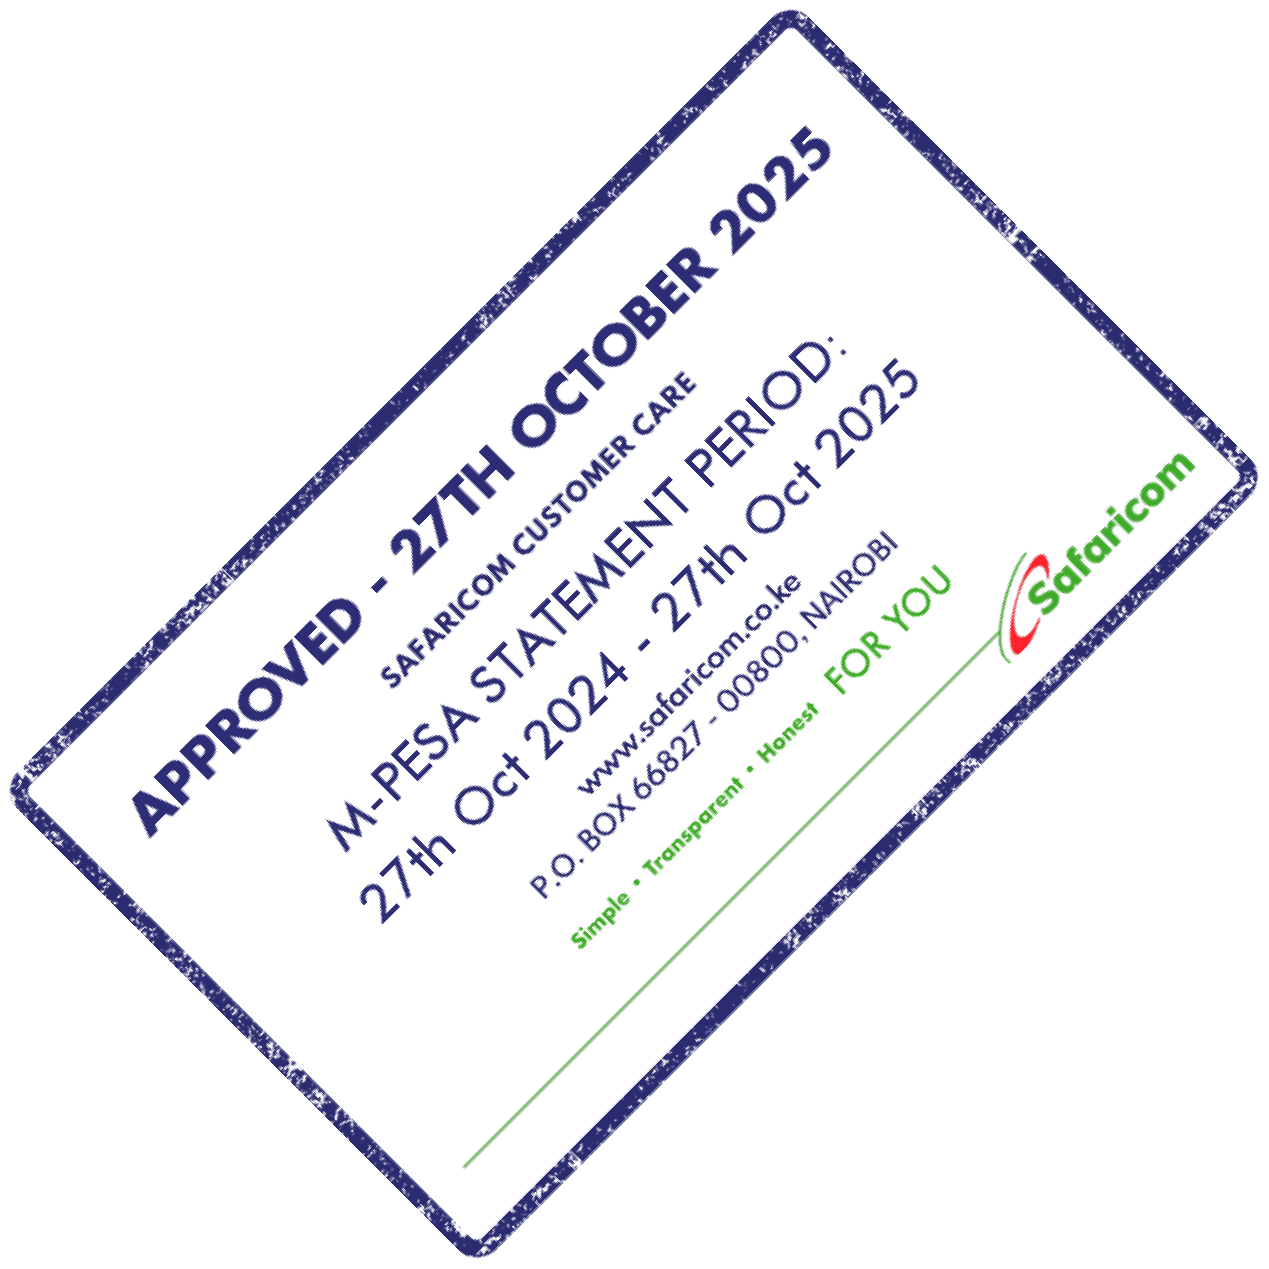 APPROVED - 27TH OCTOBER 2025
SAFARICOM CUSTOMER CARE
M-PESA STATEMENT PERIOD:
27th Oct 2024 - 27th Oct 2025
www.safaricom.co.ke
P.O. BOX 66827 - 00800, NAIROBI
Simple • Transparent • Honest FOR YOU
Safaricom